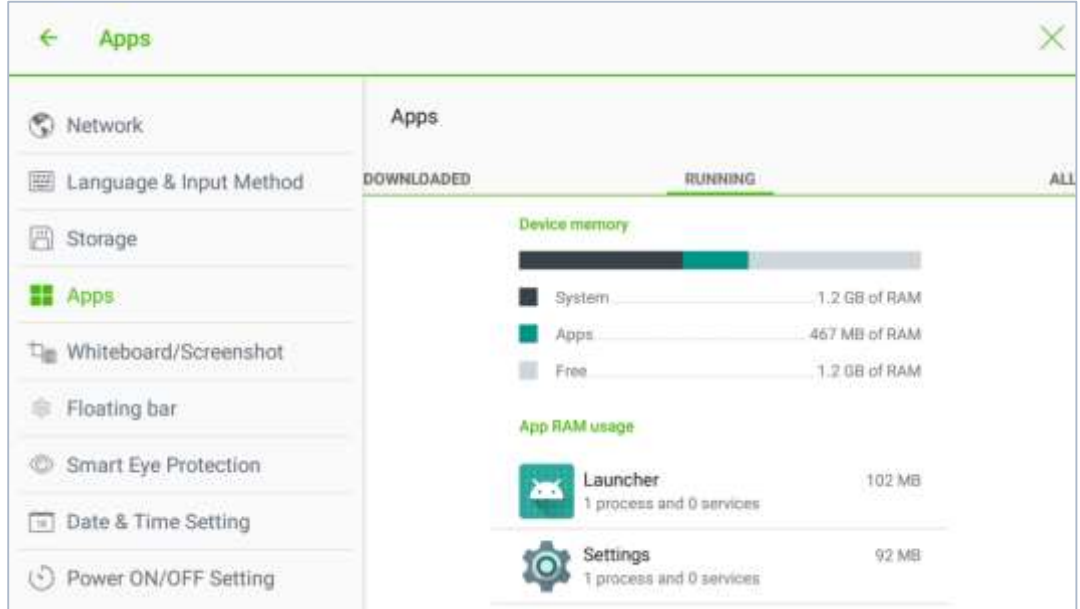 Apps
Network
Language & Input Method
Storage
Apps
Whiteboard/Screenshot
Floating bar
Smart Eye Protection
Date & Time Setting
Power ON/OFF Setting
Apps
DOWNLOADED RUNNING ALL
Device memory
System 1.2 GB of RAM
Apps 467 MB of RAM
Free 1.2 GB of RAM
App RAM usage
Launcher 102 MB
1 process and 0 services
Settings 92 MB
1 process and 0 services